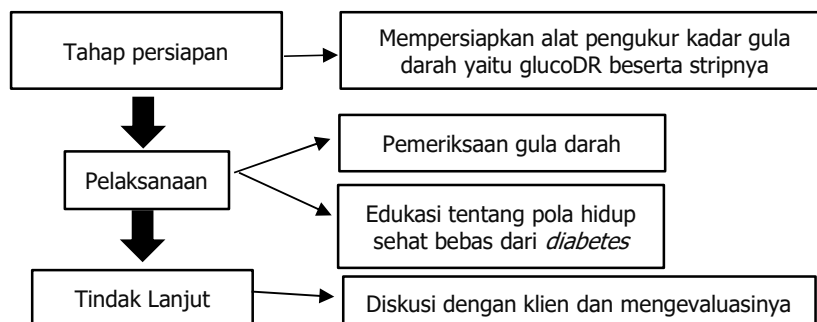 Tahap persiapan
Mempersiapkan alat pengukur kadar gula
darah yaitu glucoDR beserta stripnya
Pelaksanaan
Pemeriksaan gula darah
Edukasi tentang pola hidup
sehat bebas dari diabetes
Tindak Lanjut
Diskusi dengan klien dan mengevaluasinya